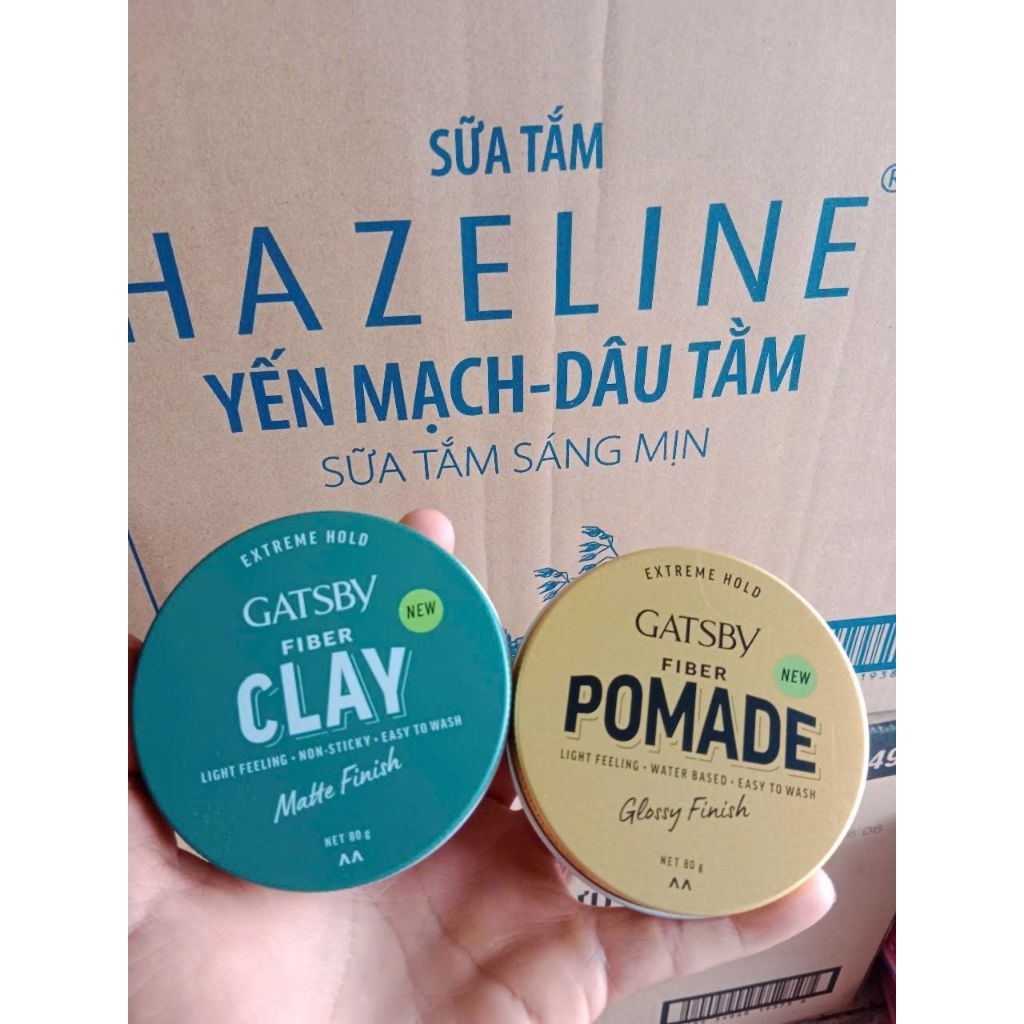 SỮA TẮM
HAZELINE®
YẾN MẠCH-DÂU TẰM
SỮA TẮM SÁNG MỊN
EXTREME HOLD
GATSBY
NEW
FIBER
CLAY
LIGHT FEELING • NON-STICKY • EASY TO WASH
Matte Finish
NET 80 g
EXTREME HOLD
GATSBY
FIBER
NEW
POMADE
LIGHT FEELING • WATER BASED • EASY TO WASH
Glossy Finish
NET 80 g